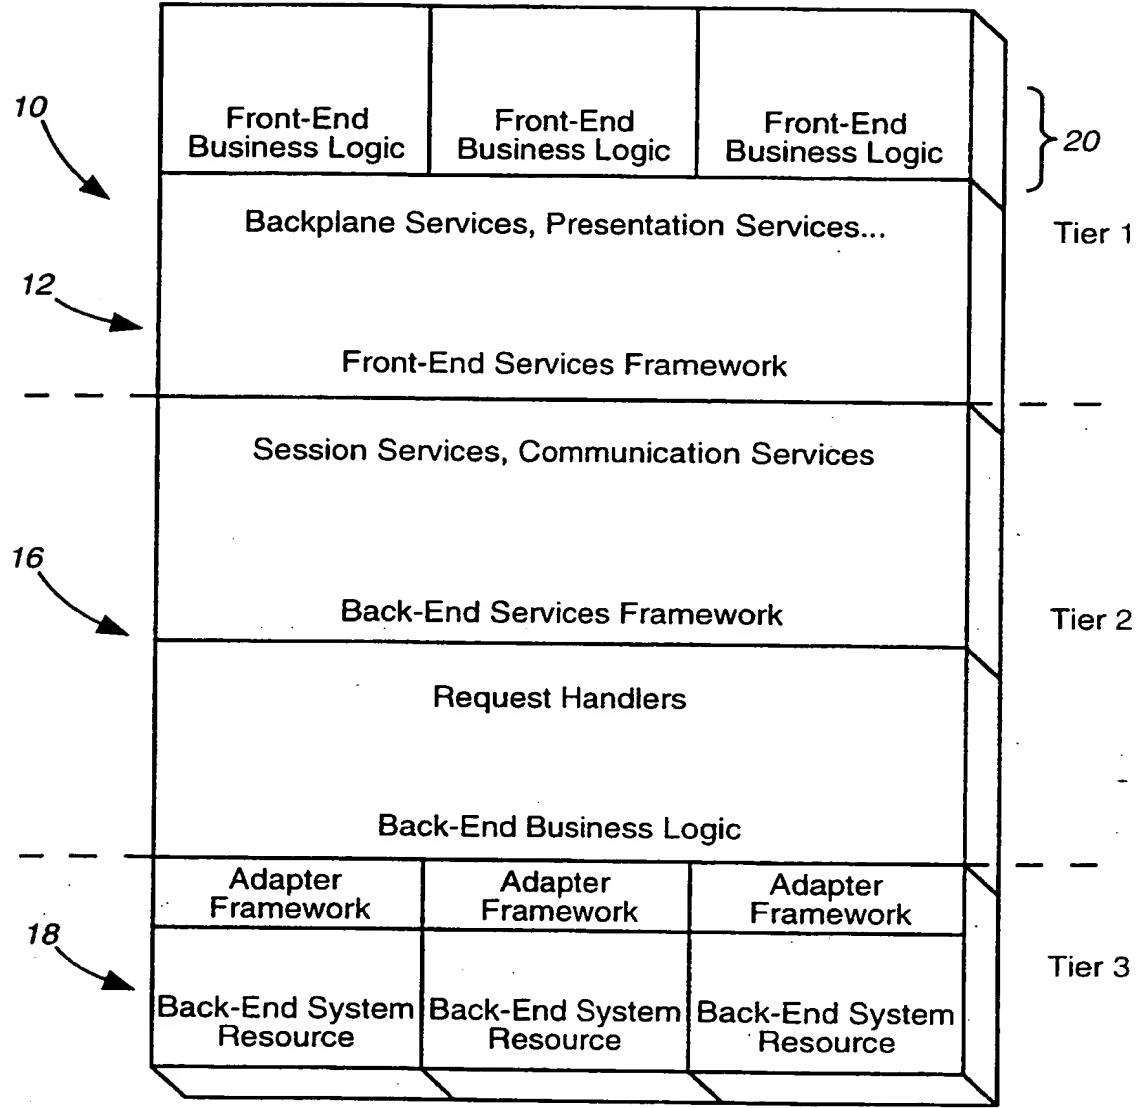 10
Front-End
Business Logic
Front-End
Business Logic
Front-End
Business Logic
20
Backplane Services, Presentation Services...
Tier 1
12
Front-End Services Framework
Session Services, Communication Services
16
Back-End Services Framework
Tier 2
Request Handlers
Back-End Business Logic
Adapter
Framework
Adapter
Framework
Adapter
Framework
18
Tier 3
Back-End System
Resource
Back-End System
Resource
Back-End System
Resource